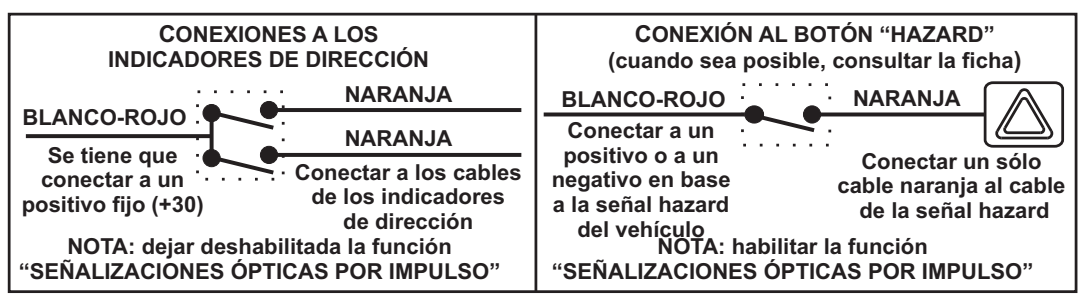 CONEXIONES A LOS
INDICADORES DE DIRECCIÓN
NARANJA
BLANCO-ROJO
NARANJA
Se tiene que
conectar a un
positivo fijo (+30)
Conectar a los cables
de los indicadores
de dirección
NOTA: dejar deshabilitada la función
“SEÑALIZACIONES ÓPTICAS POR IMPULSO”
CONEXIÓN AL BOTÓN “HAZARD”
(cuando sea posible, consultar la ficha)
BLANCO-ROJO
NARANJA
Conectar a un
positivo o a un
negativo en base
a la señal hazard
del vehículo
Conectar un sólo
cable naranja al cable
de la señal hazard
NOTA: habilitar la función
“SEÑALIZACIONES ÓPTICAS POR IMPULSO”